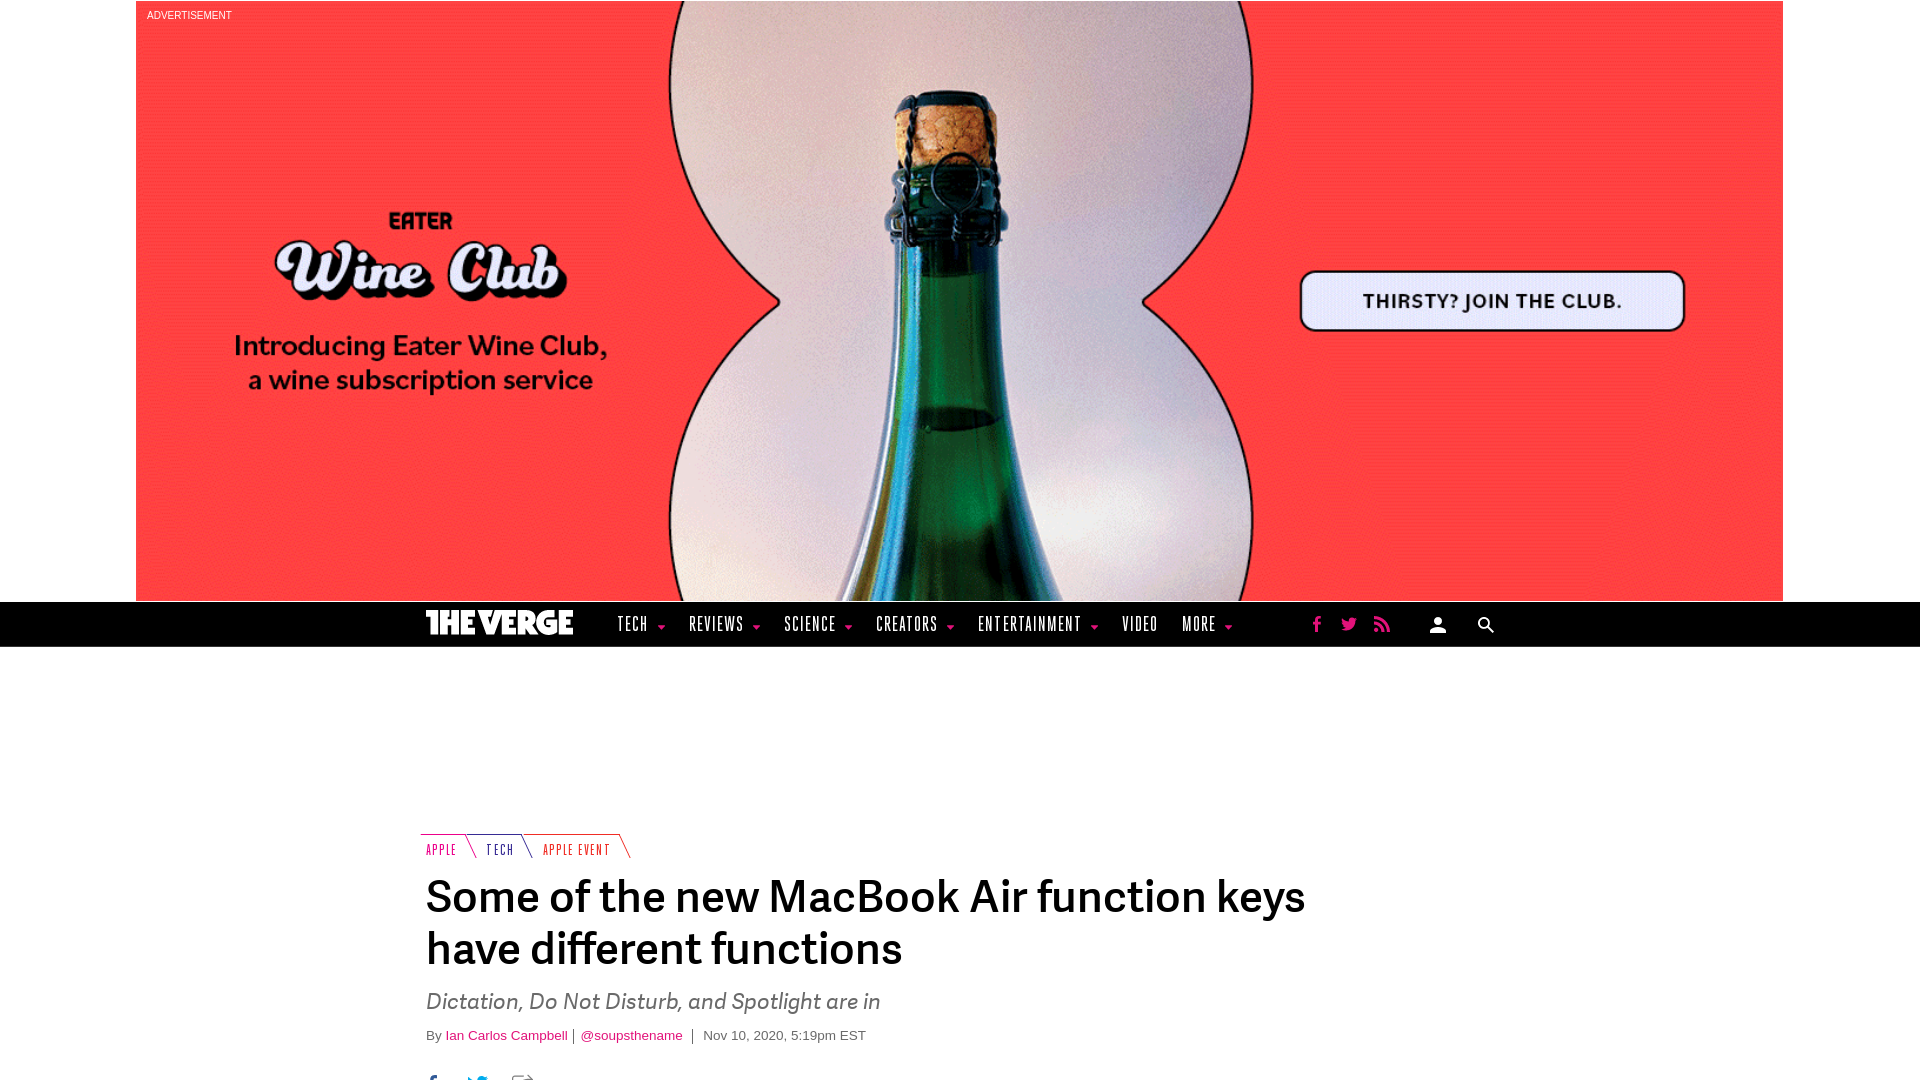 ADVERTISEMENT
EATER
Wine Club
Introducing Eater Wine Club,
a wine subscription service
THIRSTY? JOIN THE CLUB.
THE VERGE TECH REVIEWS SCIENCE CREATORS ENTERTAINMENT VIDEO MORE
APPLE TECH APPLE EVENT
Some of the new MacBook Air function keys
have different functions
Dictation, Do Not Disturb, and Spotlight are in
By Ian Carlos Campbell | @soupsthename | Nov 10, 2020, 5:19pm EST